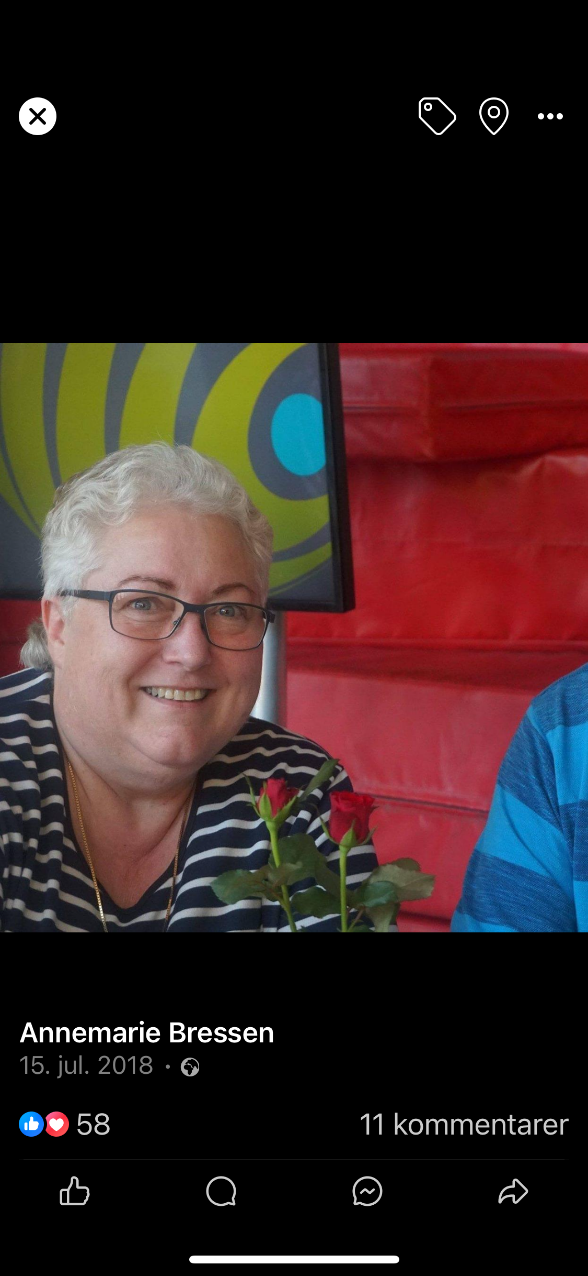 Annemarie Bressen
15. jul. 2018 ·
58
11 kommentarer